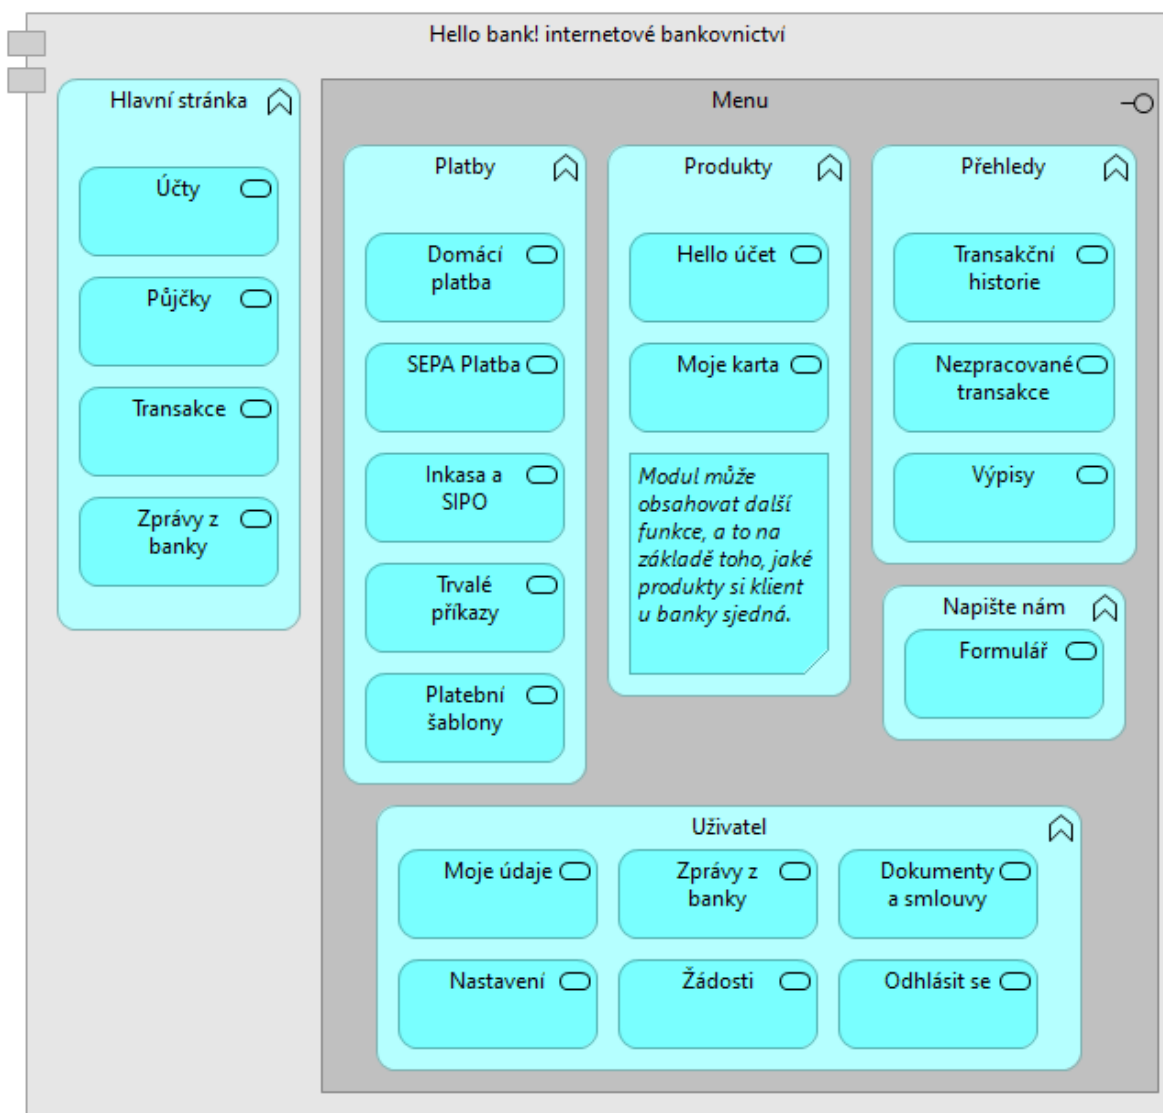 Hello bank! internetové bankovnictví
Hlavní stránka
Účty
Půjčky
Transakce
Zprávy z
banky
Menu
Platby
Domácí
platba
SEPA Platba
Inkasa a
SIPO
Trvalé
příkazy
Platební
šablony
Produkty
Hello účet
Moje karta
Modul může
obsahovat další
funkce, a to na
základě toho, jaké
produkty si klient
u banky sjedná.
Přehledy
Transakční
historie
Nezpracované
transakce
Výpisy
Napište nám
Formulář
Uživatel
Moje údaje
Zprávy z
banky
Dokumenty
a smlouvy
Nastavení
Žádosti
Odhlásit se